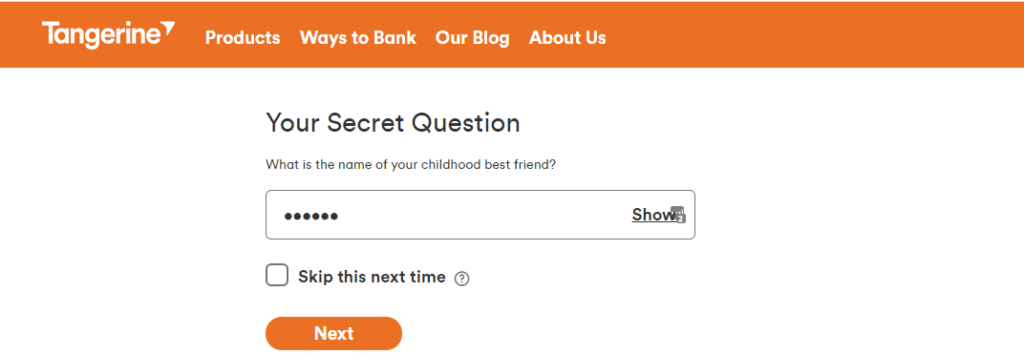 Tangerine Products Ways to Bank Our Blog About Us
Your Secret Question
What is the name of your childhood best friend?
•••••• Show
Skip this next time ?
Next